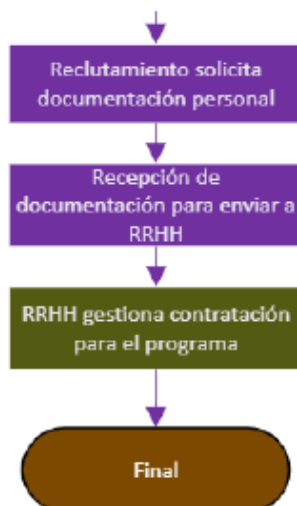 Reclutamiento solicita
documentación personal
Recepción de
documentación para enviar a
RRHH
RRHH gestiona contratación
para el programa
Final